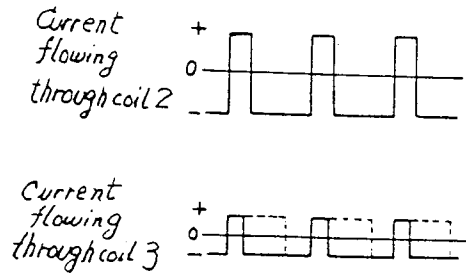 Current
flowing
through coil 2
+
0
−
Current
flowing
through coil 3
+
0
−